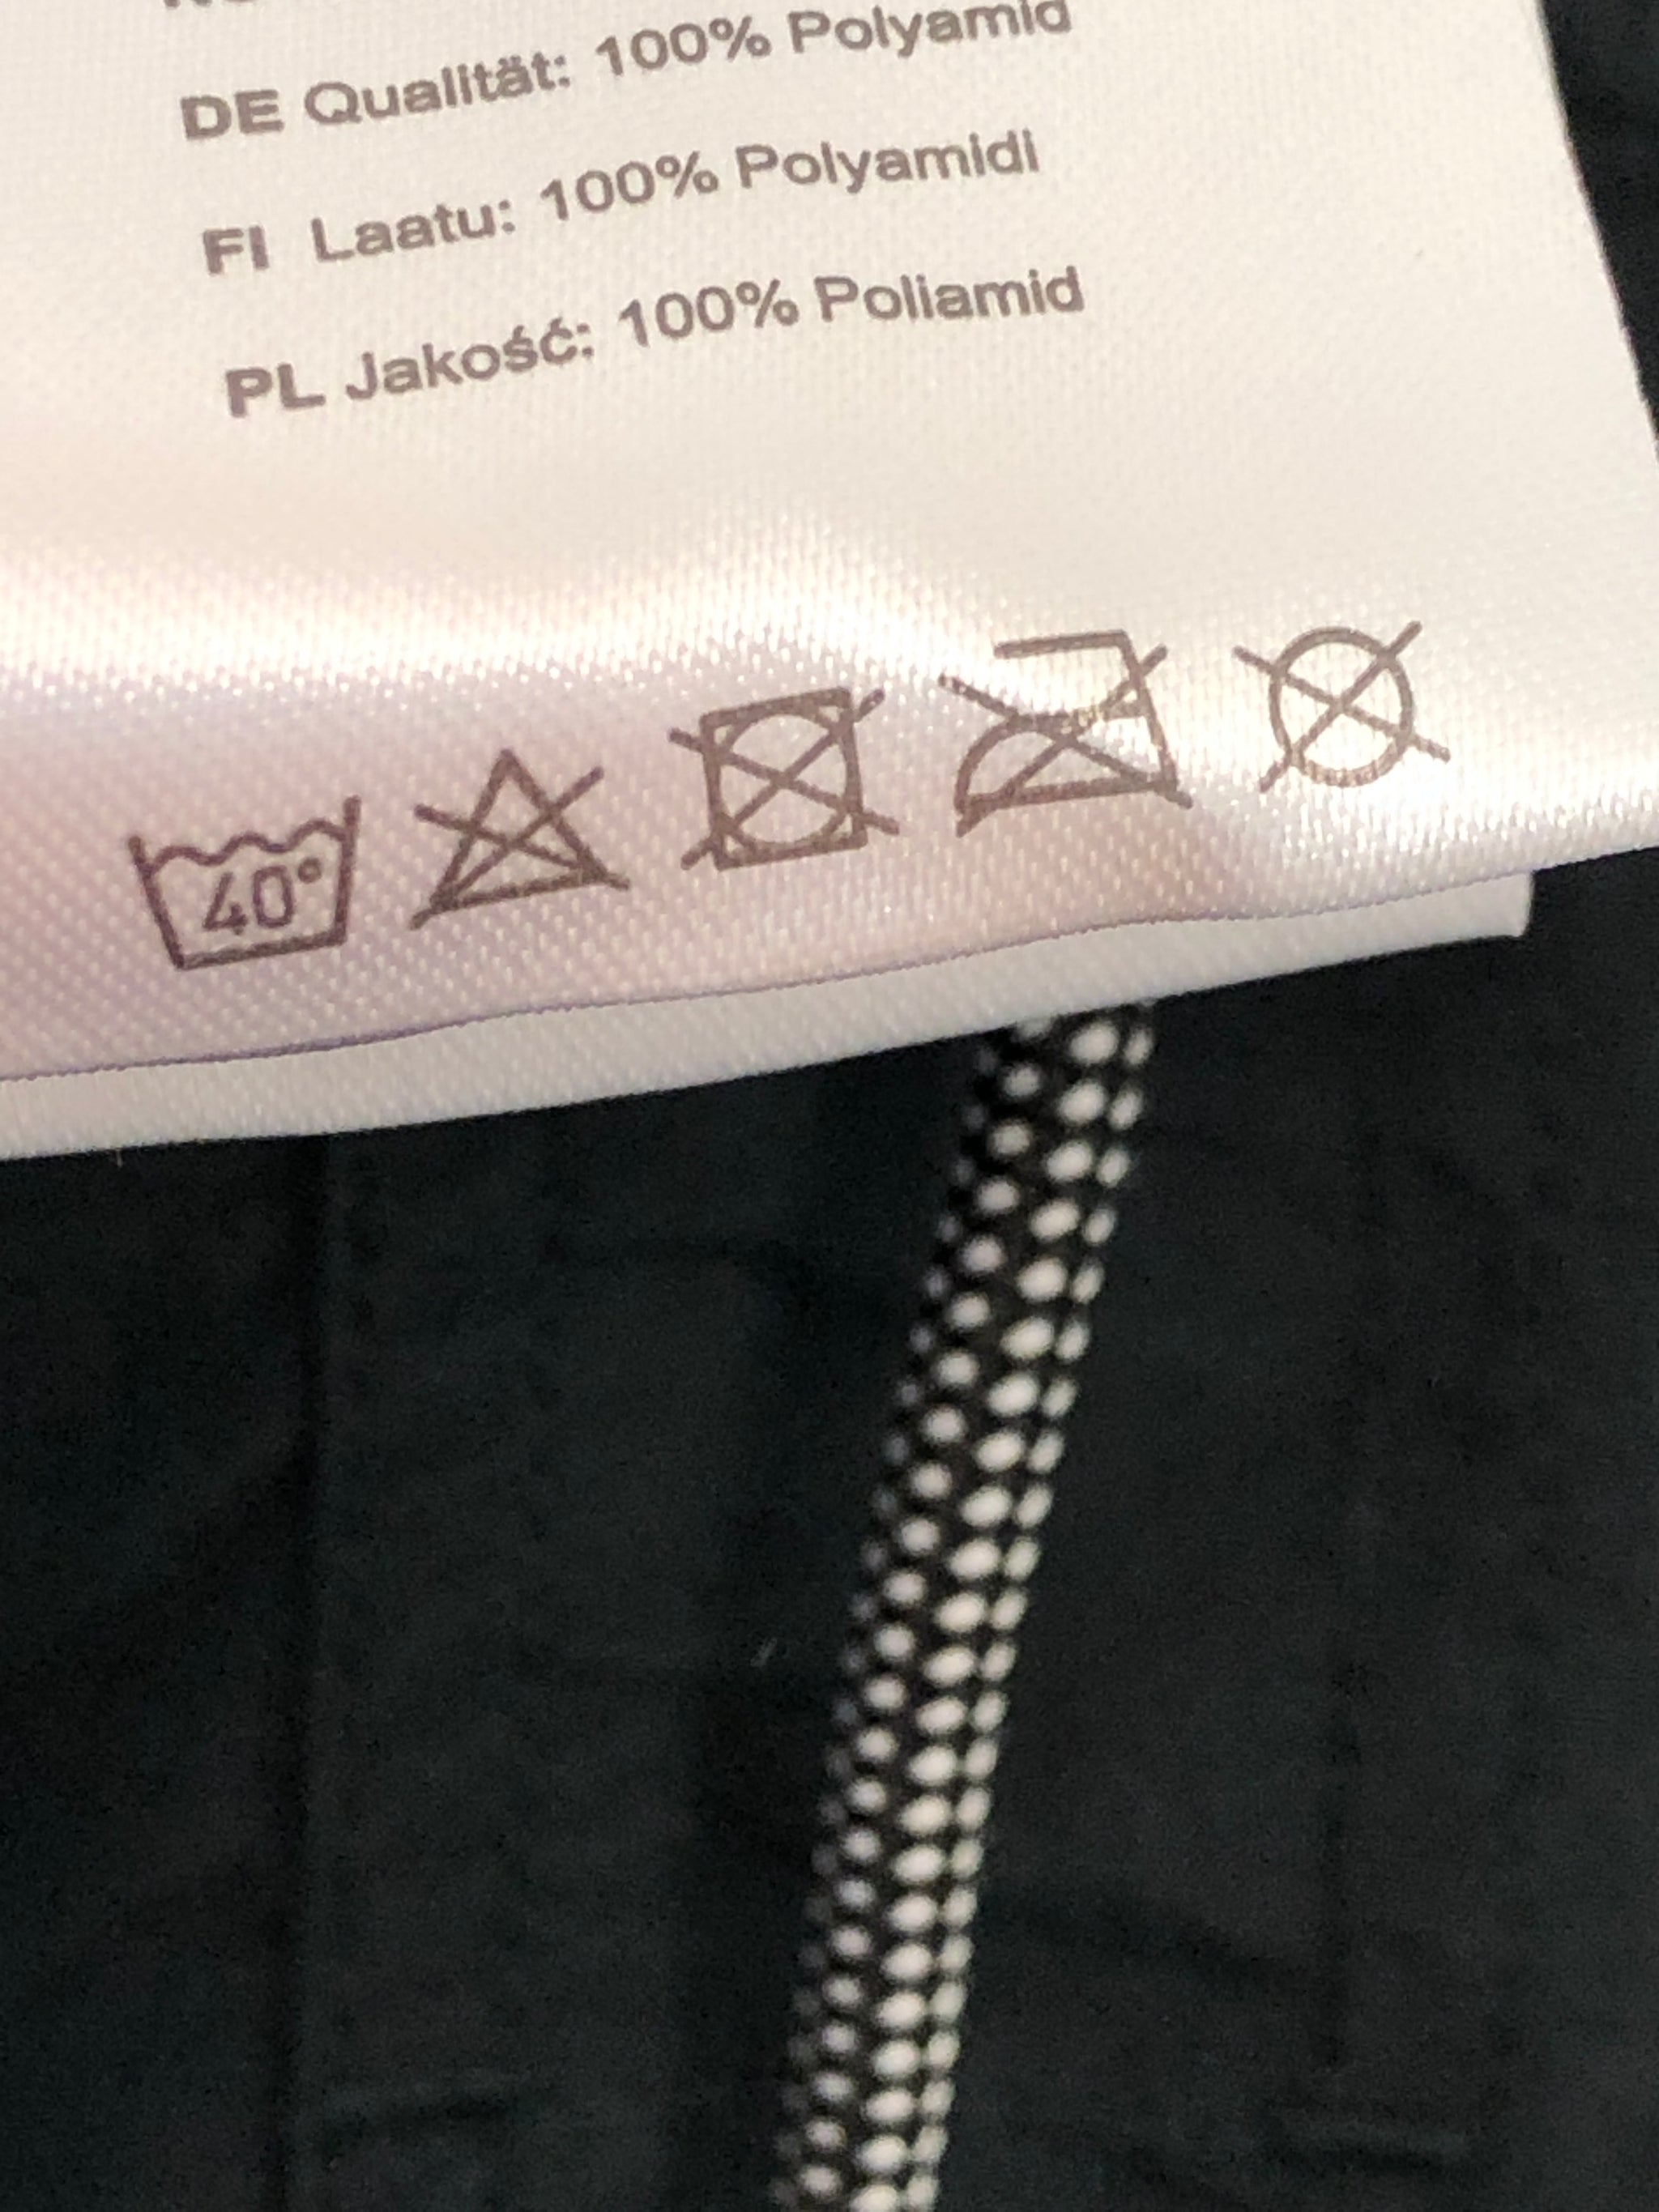 DE Qualität: 100% Polyamid
FI Laatu: 100% Polyamidi
PL Jakość: 100% Poliamid
40°